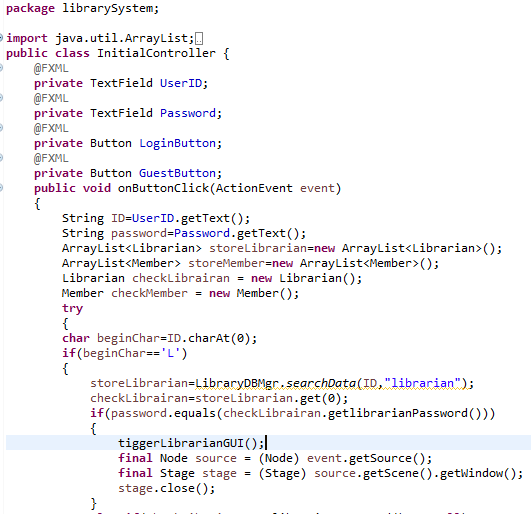 package librarySystem;
import java.util.ArrayList;
public class InitialController {
@FXML
private TextField UserID;
@FXML
private TextField Password;
@FXML
private Button LoginButton;
@FXML
private Button GuestButton;
public void onButtonClick(ActionEvent event)
{
String ID=UserID.getText();
String password=Password.getText();
ArrayList<Librarian> storeLibrarian=new ArrayList<Librarian>();
ArrayList<Member> storeMember=new ArrayList<Member>();
Librarian checkLibrairan = new Librarian();
Member checkMember = new Member();
try
{
char beginChar=ID.charAt(0);
if(beginChar=='L')
{
storeLibrarian=LibraryDBMgr.searchData(ID,"librarian");
checkLibrairan=storeLibrarian.get(0);
if(password.equals(checkLibrairan.getlibrarianPassword()))
{
tiggerLibrarianGUI();
final Node source = (Node) event.getSource();
final Stage stage = (Stage) source.getScene().getWindow();
stage.close();
}